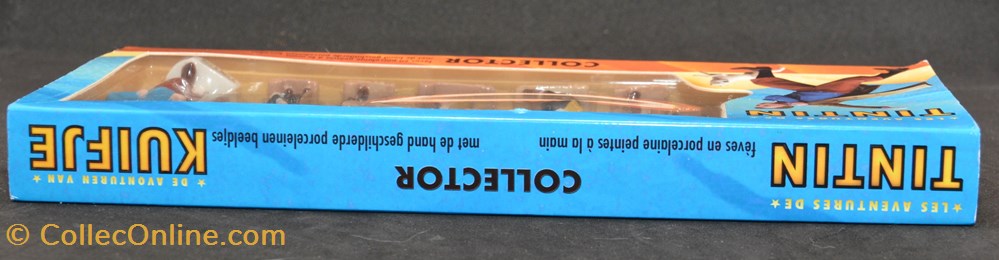 COLLECTOR
TINTIN
★ LES AVENTURES DE ★
TINTIN
fèves en porcelaine peintes à la main
COLLECTOR
met de hand geschilderde porceleinen beeldjes
★ DE AVONTUREN VAN ★
KUIFJE
© CollecOnline.com